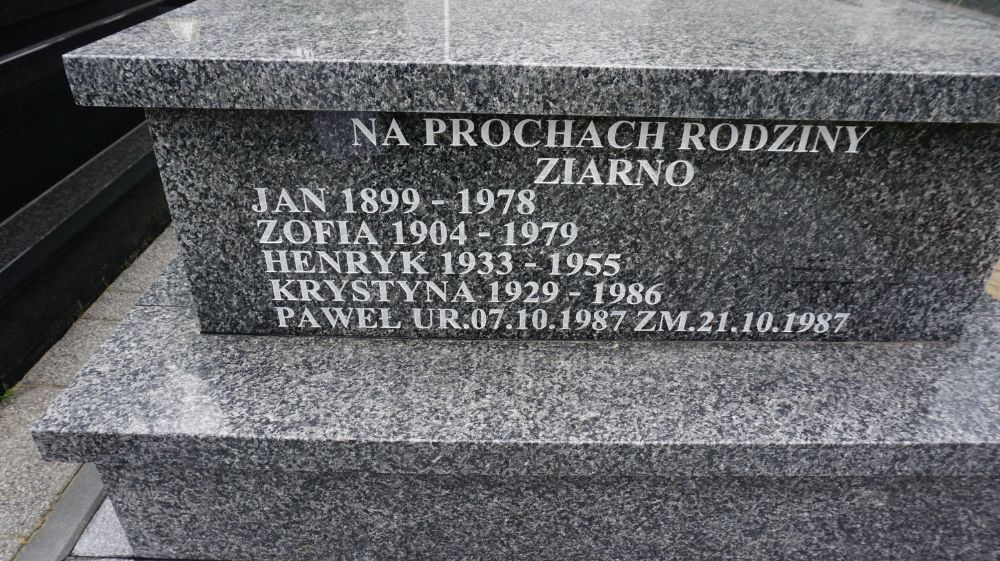 NA PROCHACH RODZINY
ZIARNO
JAN 1899 - 1978
ZOFIA 1904 - 1979
HENRYK 1933 - 1955
KRYSTYNA 1929 - 1986
PAWEŁ UR.07.10.1987 ZM.21.10.1987